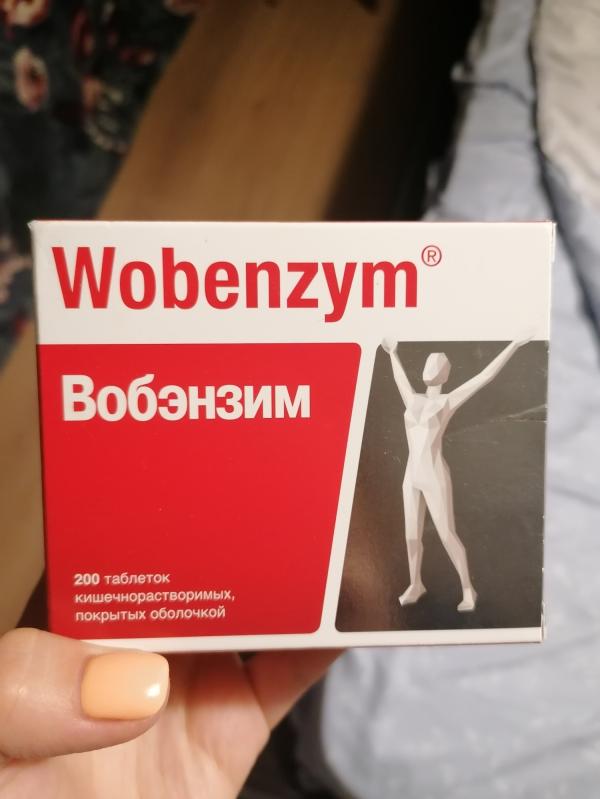 Wobenzym®
Вобэнзим
200 таблеток
кишечнорастворимых,
покрытых оболочкой